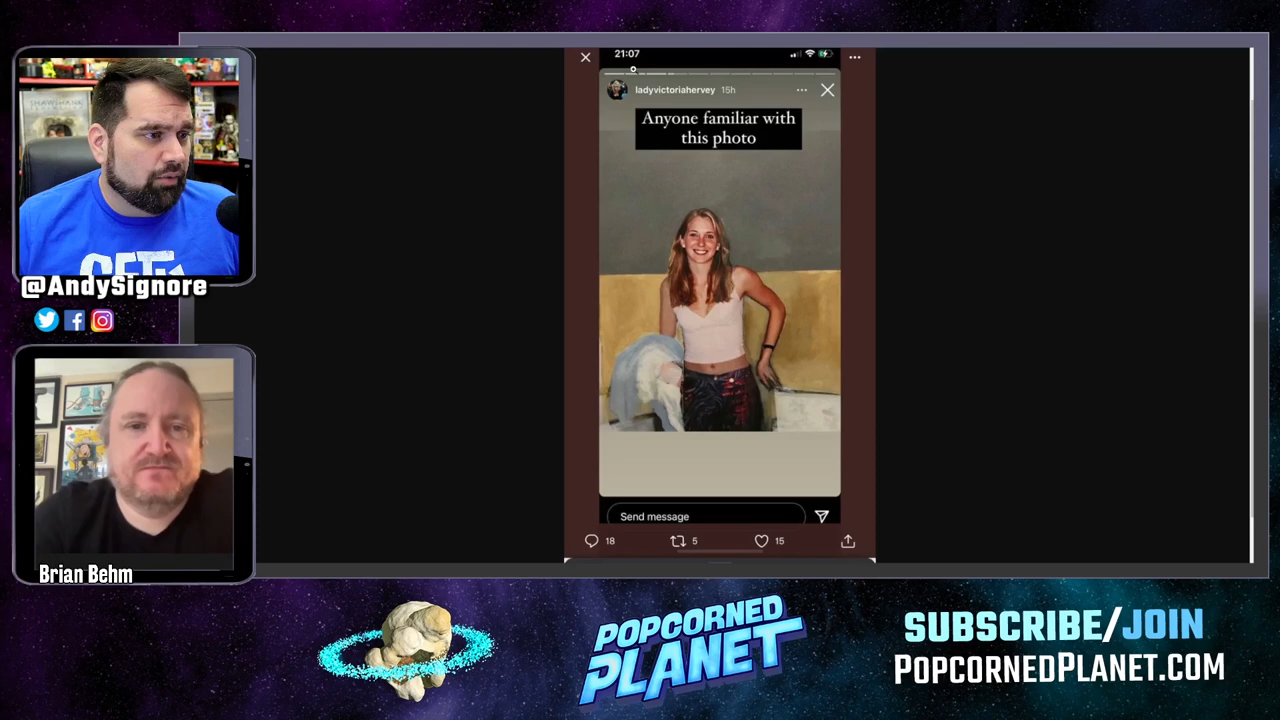 @AndySignore
Brian Behm
21:07
ladyvictoriahervey 15h
Anyone familiar with
this photo
Send message
18
5
15
POPCORNED
PLANET
SUBSCRIBE/JOIN
POPCORNEDPLANET.COM